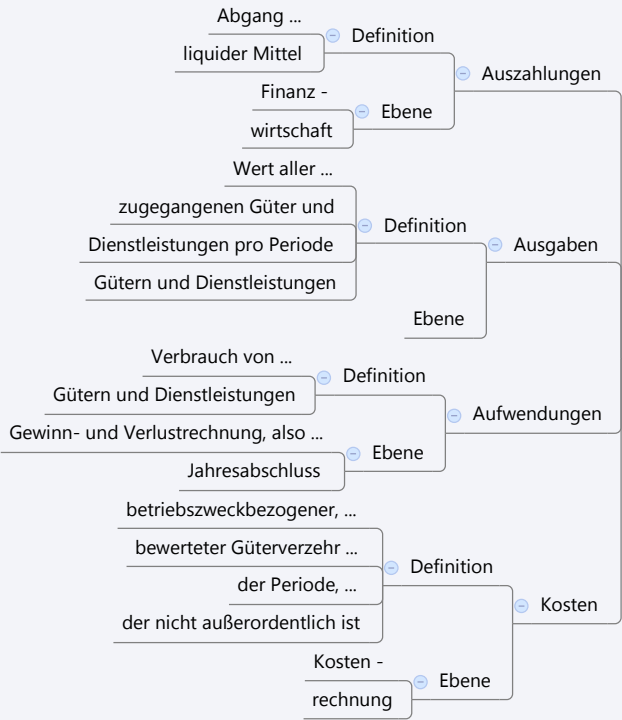 Abgang ...
liquider Mittel
Definition
Finanz -
wirtschaft
Ebene
Auszahlungen
Wert aller ...
zugegangenen Güter und
Dienstleistungen pro Periode
Gütern und Dienstleistungen
Definition
Ebene
Ausgaben
Verbrauch von ...
Gütern und Dienstleistungen
Definition
Gewinn- und Verlustrechnung, also ...
Jahresabschluss
Ebene
Aufwendungen
betriebszweckbezogener, ...
bewerteter Güterverzehr ...
der Periode, ...
der nicht außerordentlich ist
Definition
Kosten -
rechnung
Ebene
Kosten